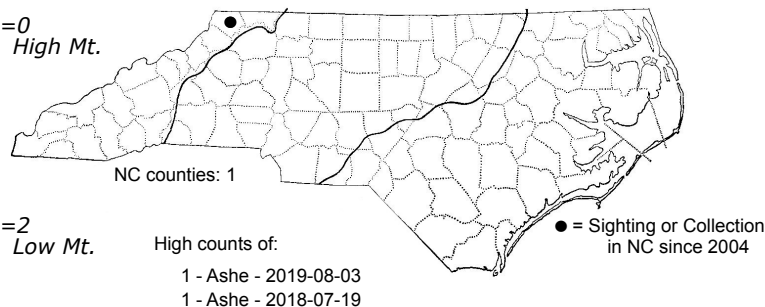 =0
High Mt.
NC counties: 1
=2
Low Mt.
High counts of:
1 - Ashe - 2019-08-03
1 - Ashe - 2018-07-19
● = Sighting or Collection
in NC since 2004